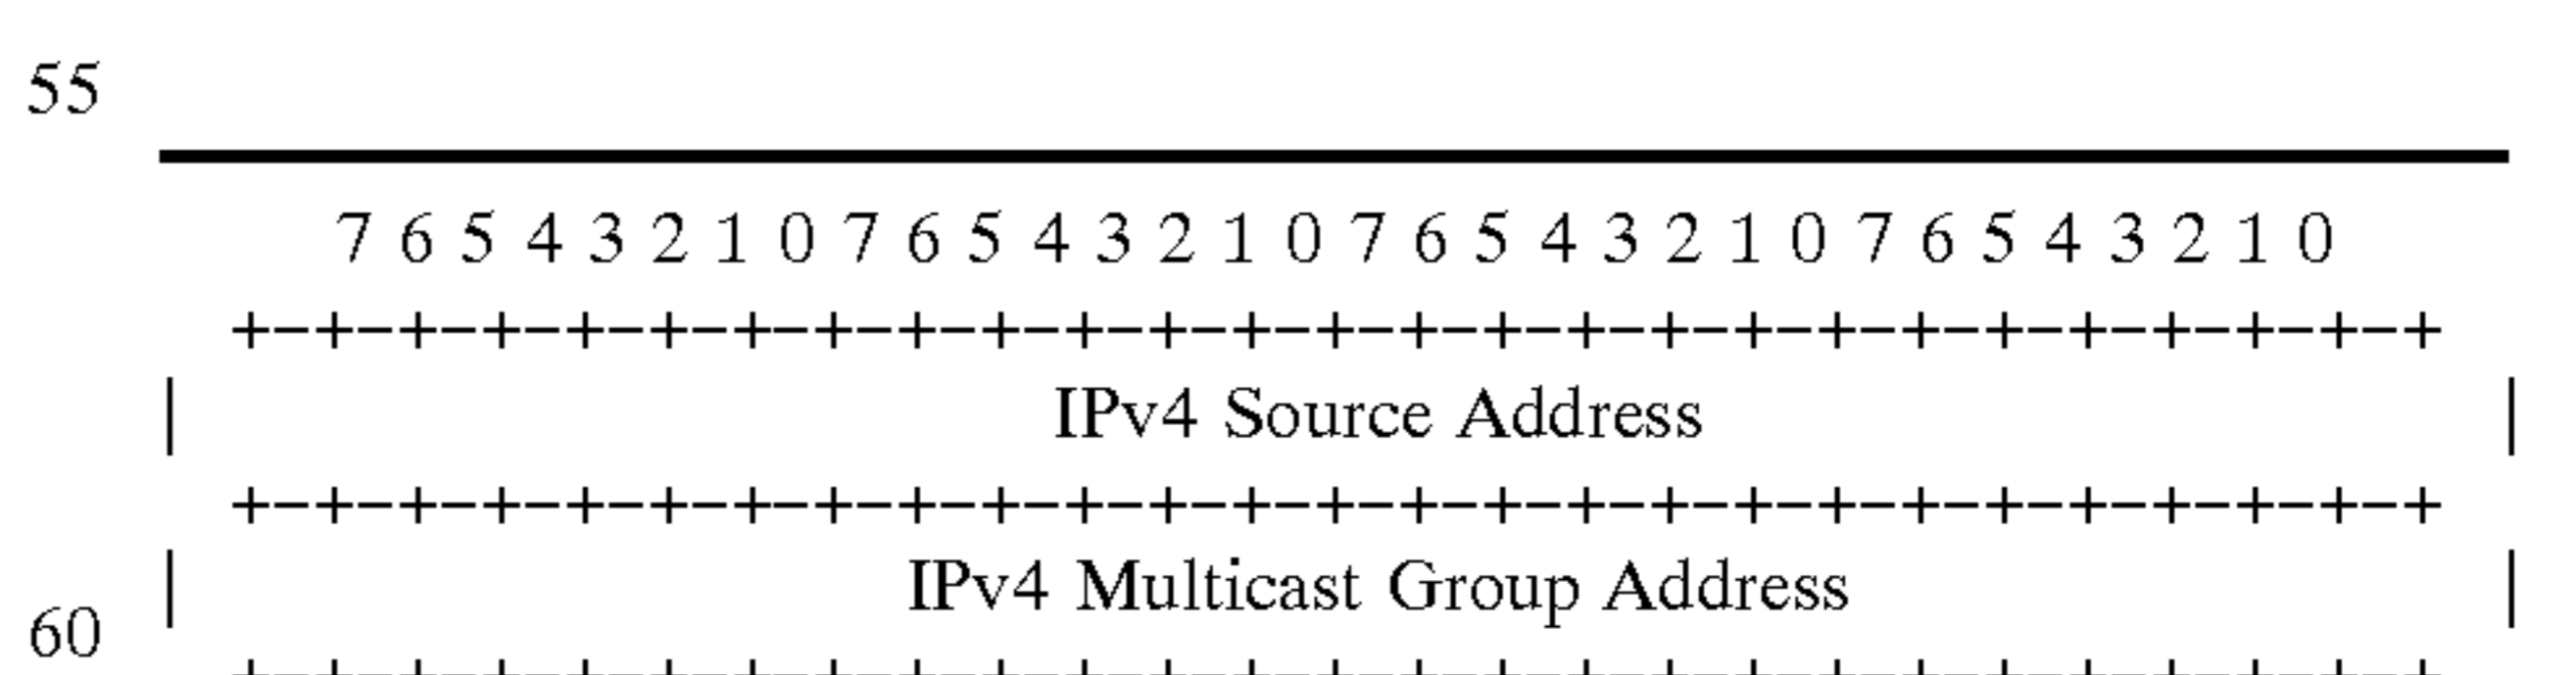 55
7 6 5 4 3 2 1 0 7 6 5 4 3 2 1 0 7 6 5 4 3 2 1 0 7 6 5 4 3 2 1 0
+-+-+-+-+-+-+-+-+-+-+-+-+-+-+-+-+-+-+-+-+-+-+-+-+-+-+
| IPv4 Source Address |
+-+-+-+-+-+-+-+-+-+-+-+-+-+-+-+-+-+-+-+-+-+-+-+-+-+-+
| IPv4 Multicast Group Address |
60
+-+-+-+-+-+-+-+-+-+-+-+-+-+-+-+-+-+-+-+-+-+-+-+-+-+-+